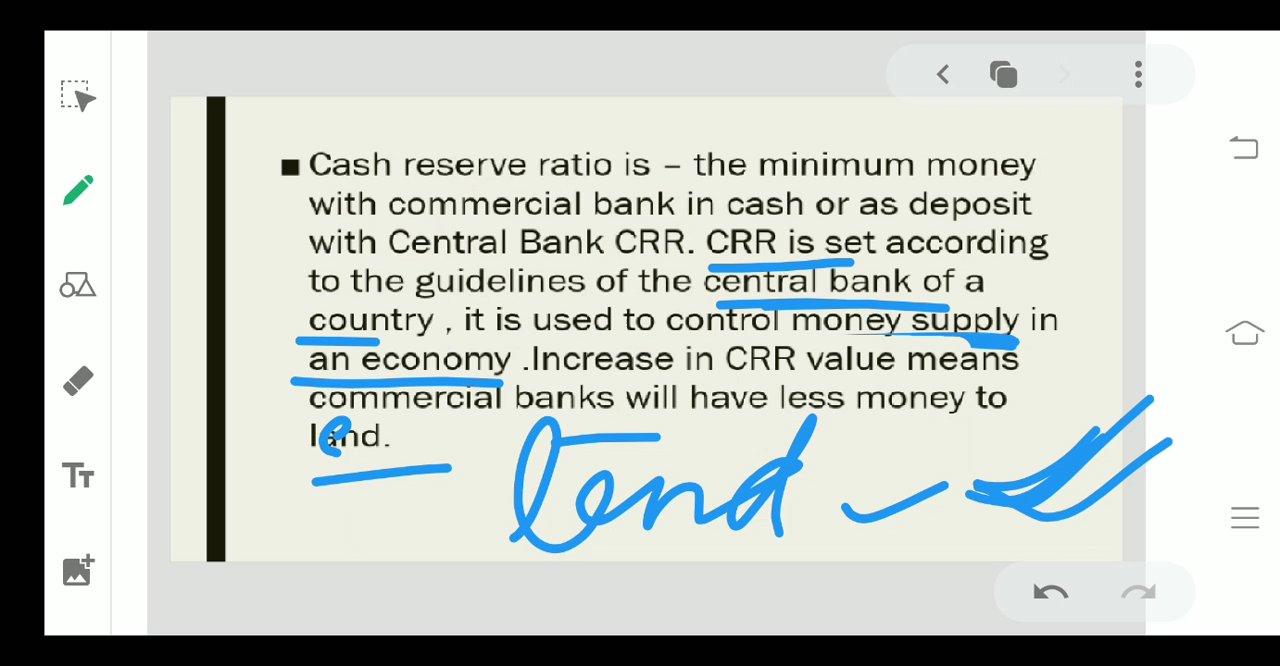 ■ Cash reserve ratio is – the minimum money
with commercial bank in cash or as deposit
with Central Bank CRR. CRR is set according
to the guidelines of the central bank of a
country , it is used to control money supply in
an economy .Increase in CRR value means
commercial banks will have less money to
land.
e
lend
TT